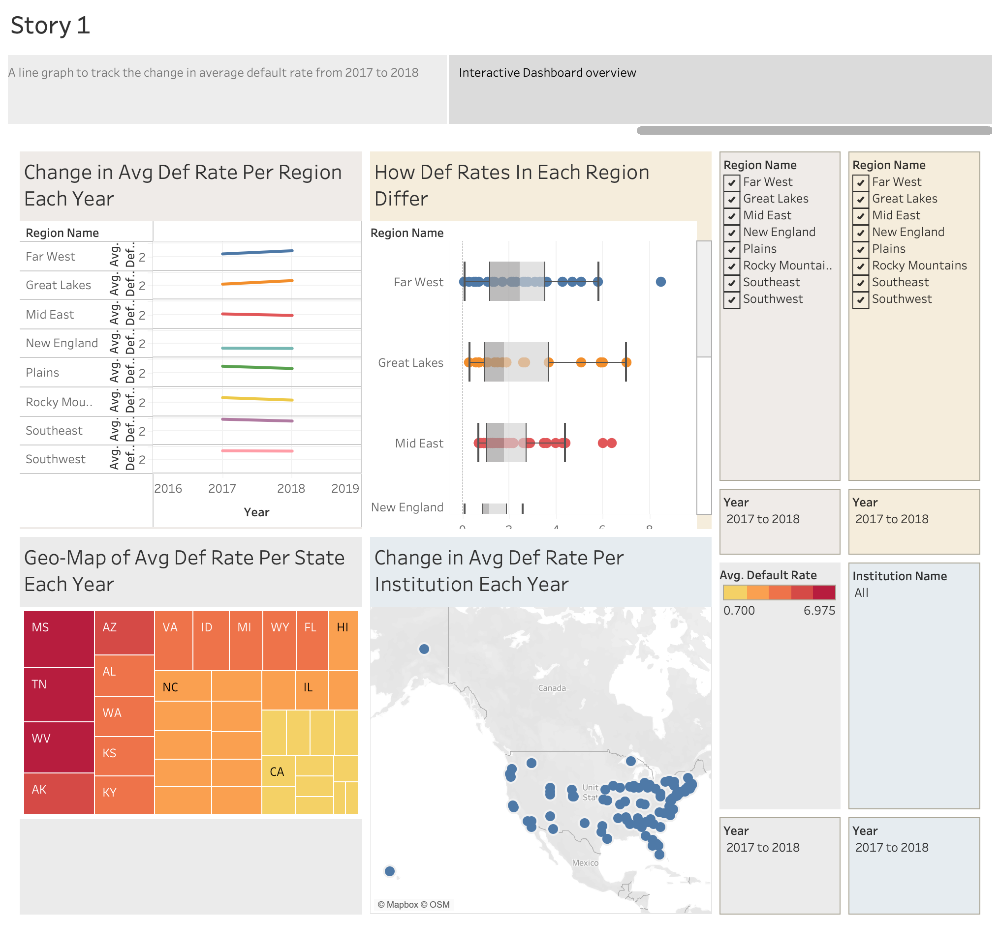 Story 1
A line graph to track the change in average default rate from 2017 to 2018
Interactive Dashboard overview
Change in Avg Def Rate Per Region
Each Year
Region Name
Far West
Avg.
Def..
2
Great Lakes
Avg.
Def..
2
Mid East
Avg.
Def..
2
New England
Avg.
Def..
2
Plains
Avg.
Def..
2
Rocky Mou..
Avg.
Def..
2
Southeast
Avg.
Def..
2
Southwest
Avg.
Def..
2
2016 2017 2018 2019
Year
How Def Rates In Each Region
Differ
Region Name
Far West
Great Lakes
Mid East
New England
0 2 4 6 8
Region Name
Far West
Great Lakes
Mid East
New England
Plains
Rocky Mountai..
Southeast
Southwest
Region Name
Far West
Great Lakes
Mid East
New England
Plains
Rocky Mountains
Southeast
Southwest
Year
2017 to 2018
Year
2017 to 2018
Geo-Map of Avg Def Rate Per State
Each Year
MS
TN
WV
AK
AZ
AL
WA
KS
KY
VA ID MI WY FL HI
NC IL
CA
Change in Avg Def Rate Per
Institution Each Year
Canada
Unit
Stat
Mexico
© Mapbox © OSM
Avg. Default Rate
0.700 6.975
Institution Name
All
Year
2017 to 2018
Year
2017 to 2018